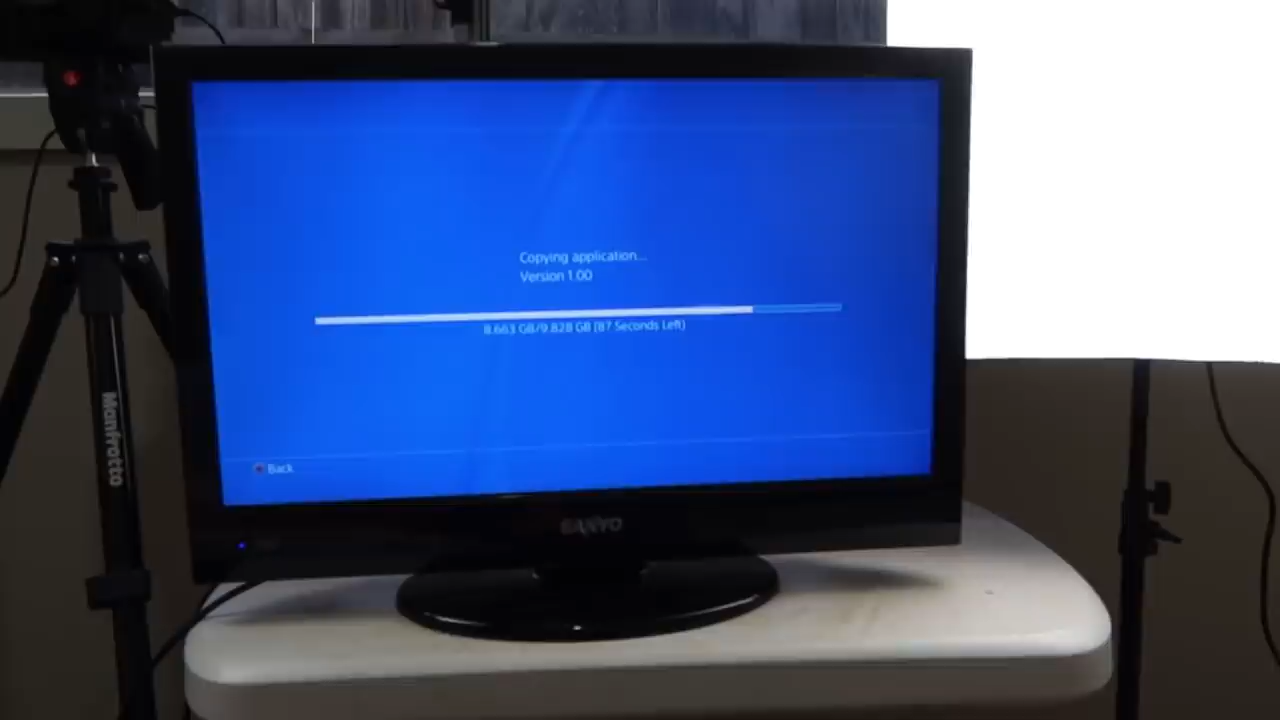 Copying application...
Version 1.00
8.663 GB/9.828 GB (87 Seconds Left)
Back
SANYO
Manfrotto